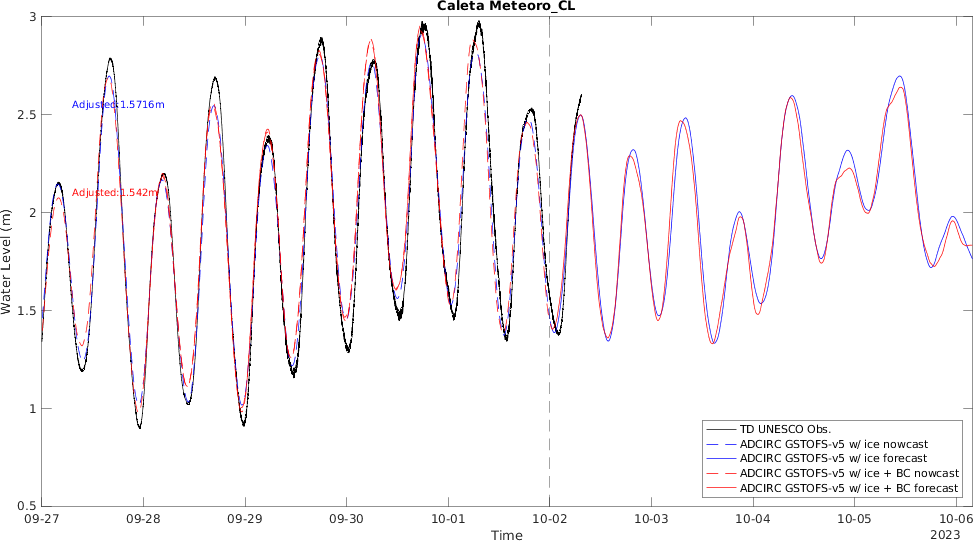 Caleta Meteoro_CL
3
2.5
2
1.5
1
0.5
Water Level (m)
Adjusted:1.5716m
Adjusted:1.542m
TD UNESCO Obs.
ADCIRC GSTOFS-v5 w/ ice nowcast
ADCIRC GSTOFS-v5 w/ ice forecast
ADCIRC GSTOFS-v5 w/ ice + BC nowcast
ADCIRC GSTOFS-v5 w/ ice + BC forecast
09-27 09-28 09-29 09-30 10-01 10-02 10-03 10-04 10-05 10-06
Time
2023